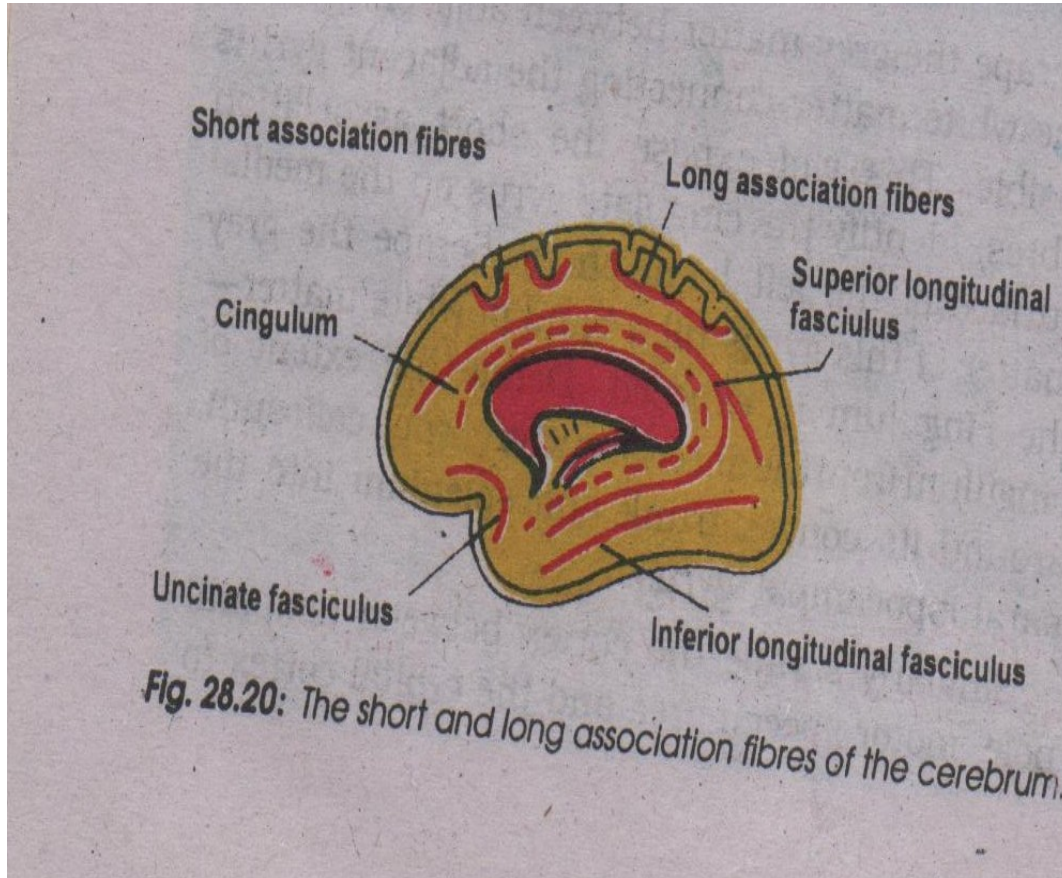 Short association fibres
Long association fibers
Superior longitudinal
fasciulus
Cingulum
Uncinate fasciculus
Inferior longitudinal fasciculus
Fig. 28.20: The short and long association fibres of the cerebrum.